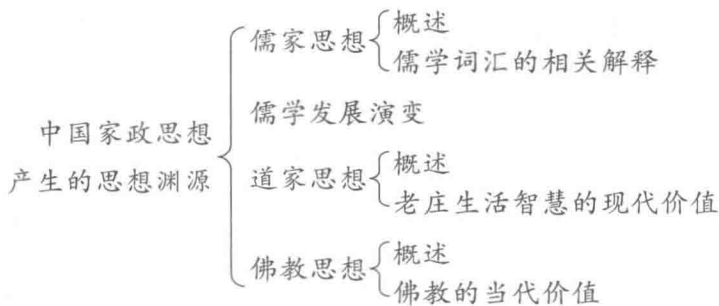 中国家政思想
产生的思想渊源
儒家思想
概述
儒学词汇的相关解释
儒学发展演变
道家思想
概述
老庄生活智慧的现代价值
佛教思想
概述
佛教的当代价值